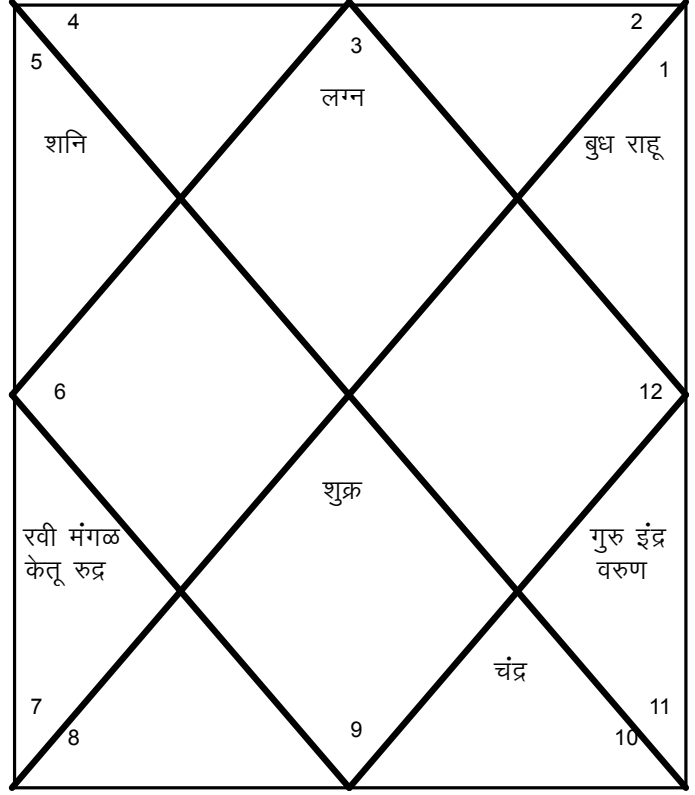 4
2
3
5
1
लग्न
शनि
बुध राहू
6
12
शुक्र
रवी मंगळ
केतू रुद्र
गुरु इंद्र
वरुण
चंद्र
7
11
9
8
10